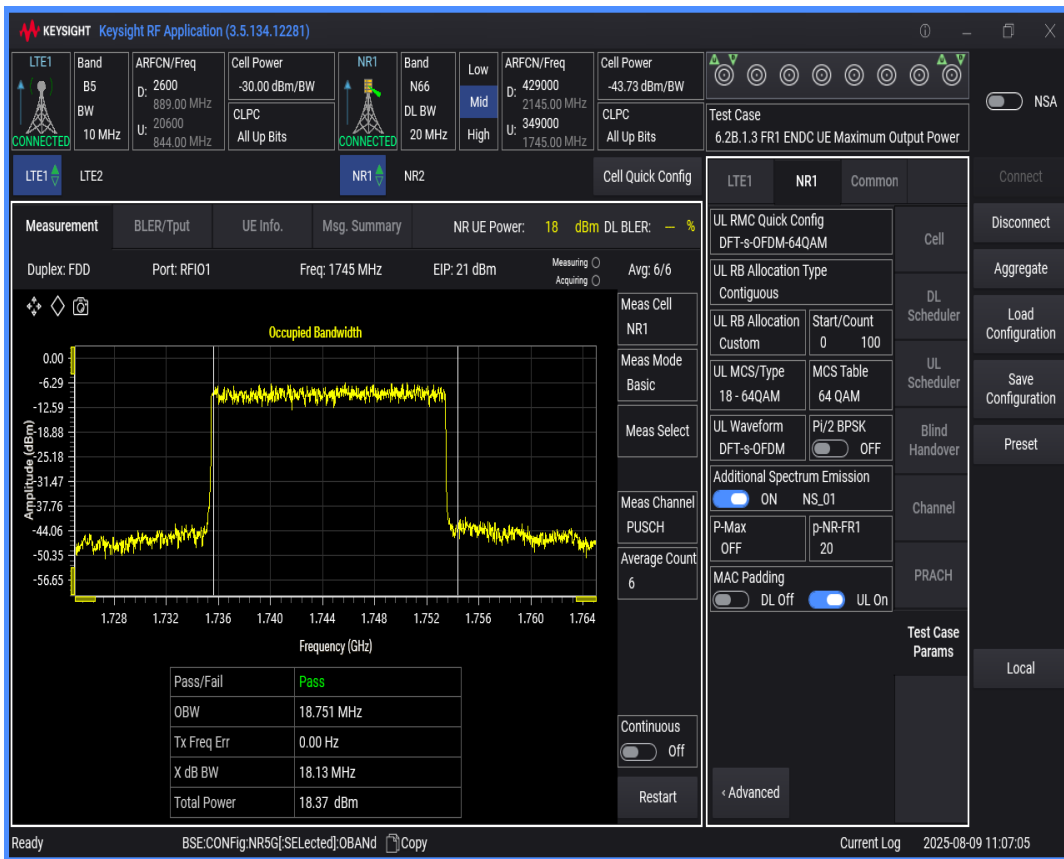 KEYSIGHT Keysight RF Application (3.5.134.12281)
LTE1
CONNECTED
Band
B5
BW
10 MHz
ARFCN/Freq
D: 2600
889.00 MHz
U: 20600
844.00 MHz
Cell Power
-30.00 dBm/BW
CLPC
All Up Bits
NR1
CONNECTED
Band
N66
DL BW
20 MHz
Low
Mid
High
ARFCN/Freq
D: 429000
2145.00 MHz
U: 349000
1745.00 MHz
Cell Power
-43.73 dBm/BW
CLPC
All Up Bits
Test Case
6.2B.1.3 FR1 ENDC UE Maximum Output Power
NSA
LTE1 LTE2 NR1 NR2 Cell Quick Config
Measurement BLER/Tput UE Info. Msg. Summary NR UE Power: 18 dBm DL BLER: — %
Duplex: FDD Port: RFIO1 Freq: 1745 MHz EIP: 21 dBm Measuring
Acquiring
Avg: 6/6
Occupied Bandwidth
Amplitude (dBm)
0.00
-6.29
-12.59
-18.88
-25.18
-31.47
-37.76
-44.06
-50.35
-56.65
1.728 1.732 1.736 1.740 1.744 1.748 1.752 1.756 1.760 1.764
Frequency (GHz)
Pass/Fail Pass
OBW 18.751 MHz
Tx Freq Err 0.00 Hz
X dB BW 18.13 MHz
Total Power 18.37 dBm
Meas Cell
NR1
Meas Mode
Basic
Meas Select
Meas Channel
PUSCH
Average Count
6
Continuous
Off
Restart
LTE1 NR1 Common
UL RMC Quick Config
DFT-s-OFDM-64QAM
UL RB Allocation Type
Contiguous
UL RB Allocation
Custom
Start/Count
0 100
UL MCS/Type
18 - 64QAM
MCS Table
64 QAM
UL Waveform
DFT-s-OFDM
Pi/2 BPSK
OFF
Additional Spectrum Emission
ON NS_01
P-Max
OFF
p-NR-FR1
20
MAC Padding
DL Off UL On
‹ Advanced
Cell
DL
Scheduler
UL
Scheduler
Blind
Handover
Channel
PRACH
Test Case
Params
Connect
Disconnect
Aggregate
Load
Configuration
Save
Configuration
Preset
Local
Ready BSE:CONFig:NR5G[:SELected]:OBANd Copy Current Log 2025-08-09 11:07:05